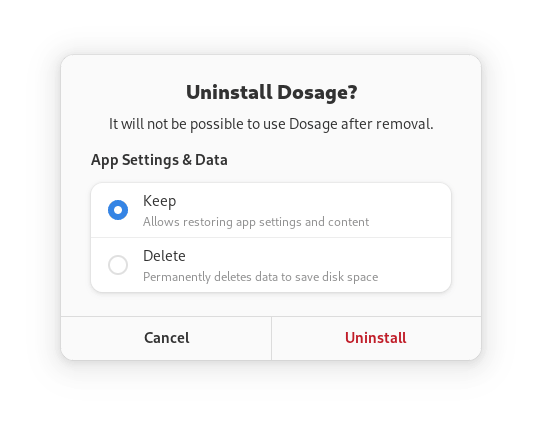 Uninstall Dosage?
It will not be possible to use Dosage after removal.
App Settings & Data
Keep
Allows restoring app settings and content
Delete
Permanently deletes data to save disk space
Cancel
Uninstall